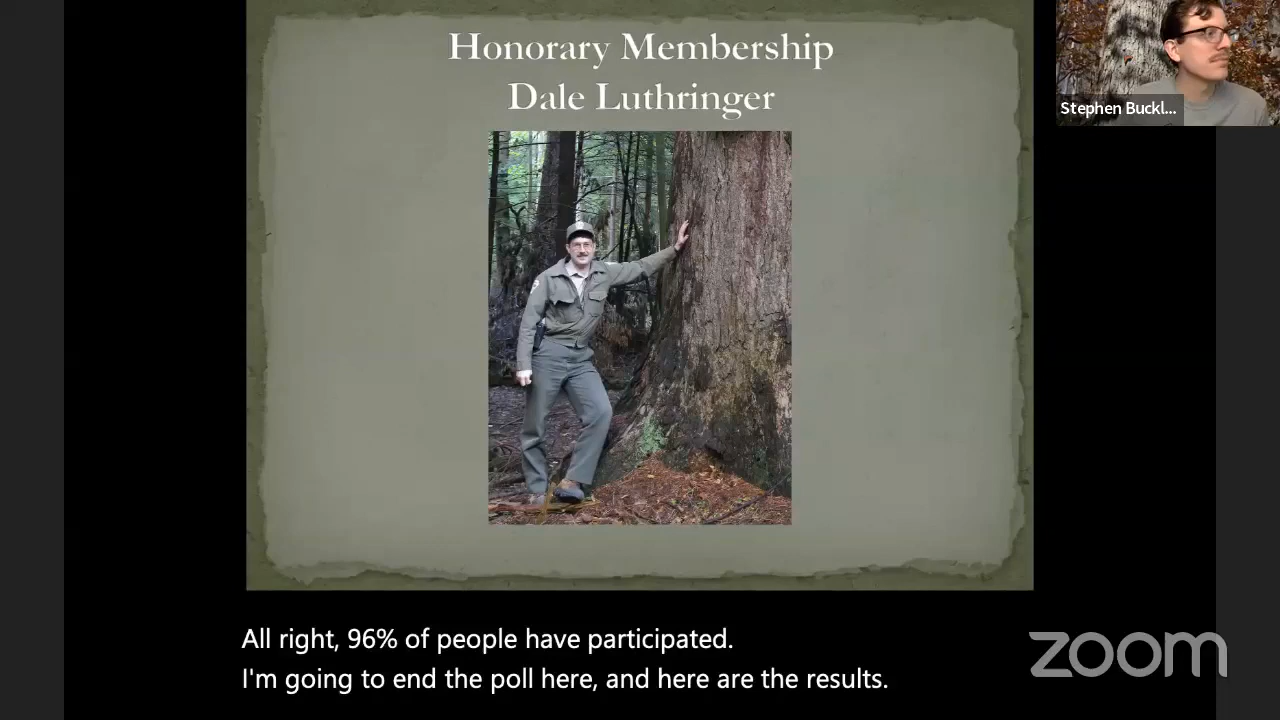 Honorary Membership
Dale Luthringer
Stephen Buckl...
All right, 96% of people have participated.
I'm going to end the poll here, and here are the results.
zoom